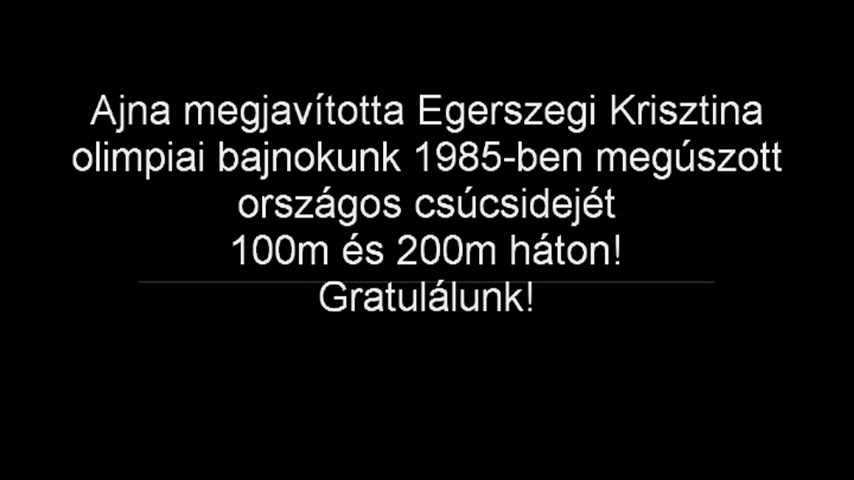 Ajna megjavította Egerszegi Krisztina
olimpiai bajnokunk 1985-ben megúszott
országos csúcsidejét
100m és 200m háton!
Gratulálunk!